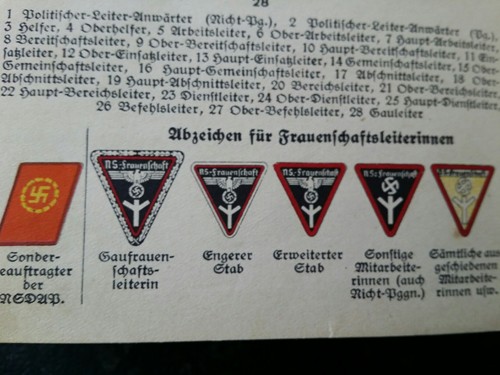 28
1 Politischer-Leiter-Anwärter (Nicht-Pg.), 2 Politischer-Leiter-Anwärter (Pg.),
3 Helfer, 4 Oberhelfer, 5 Arbeitsleiter, 6 Ober-Arbeitsleiter, 7 Haupt-Arbeitsleiter,
8 Bereitschaftsleiter, 9 Ober-Bereitschaftsleiter, 10 Haupt-Bereitschaftsleiter, 11 Ein-
satzleiter, 12 Ober-Einsatzleiter, 13 Haupt-Einsatzleiter, 14 Gemeinschaftsleiter, 15 Ober-
Gemeinschaftsleiter, 16 Haupt-Gemeinschaftsleiter, 17 Abschnittsleiter, 18 Ober-
Abschnittsleiter, 19 Haupt-Abschnittsleiter, 20 Bereichsleiter, 21 Ober-Bereichsleiter,
22 Haupt-Bereichsleiter, 23 Dienstleiter, 24 Ober-Dienstleiter, 25 Haupt-Dienstleiter
26 Befehlsleiter, 27 Ober-Befehlsleiter, 28 Gauleiter
Abzeichen für Frauenschaftsleiterinnen
NS-Frauenschaft
NS-Frauenschaft
NS-Frauenschaft
NS-Frauenschaft
Sonder-
beauftragter
der
NSDAP.
Gaufrauen-
schafts-
leiterin
Engerer
Stab
Erweiterter
Stab
Sonstige
Mitarbeite-
rinnen (auch
Nicht-Pggn.)
Sämtliche aus-
geschiedenen
Mitarbeite-
rinnen usw.